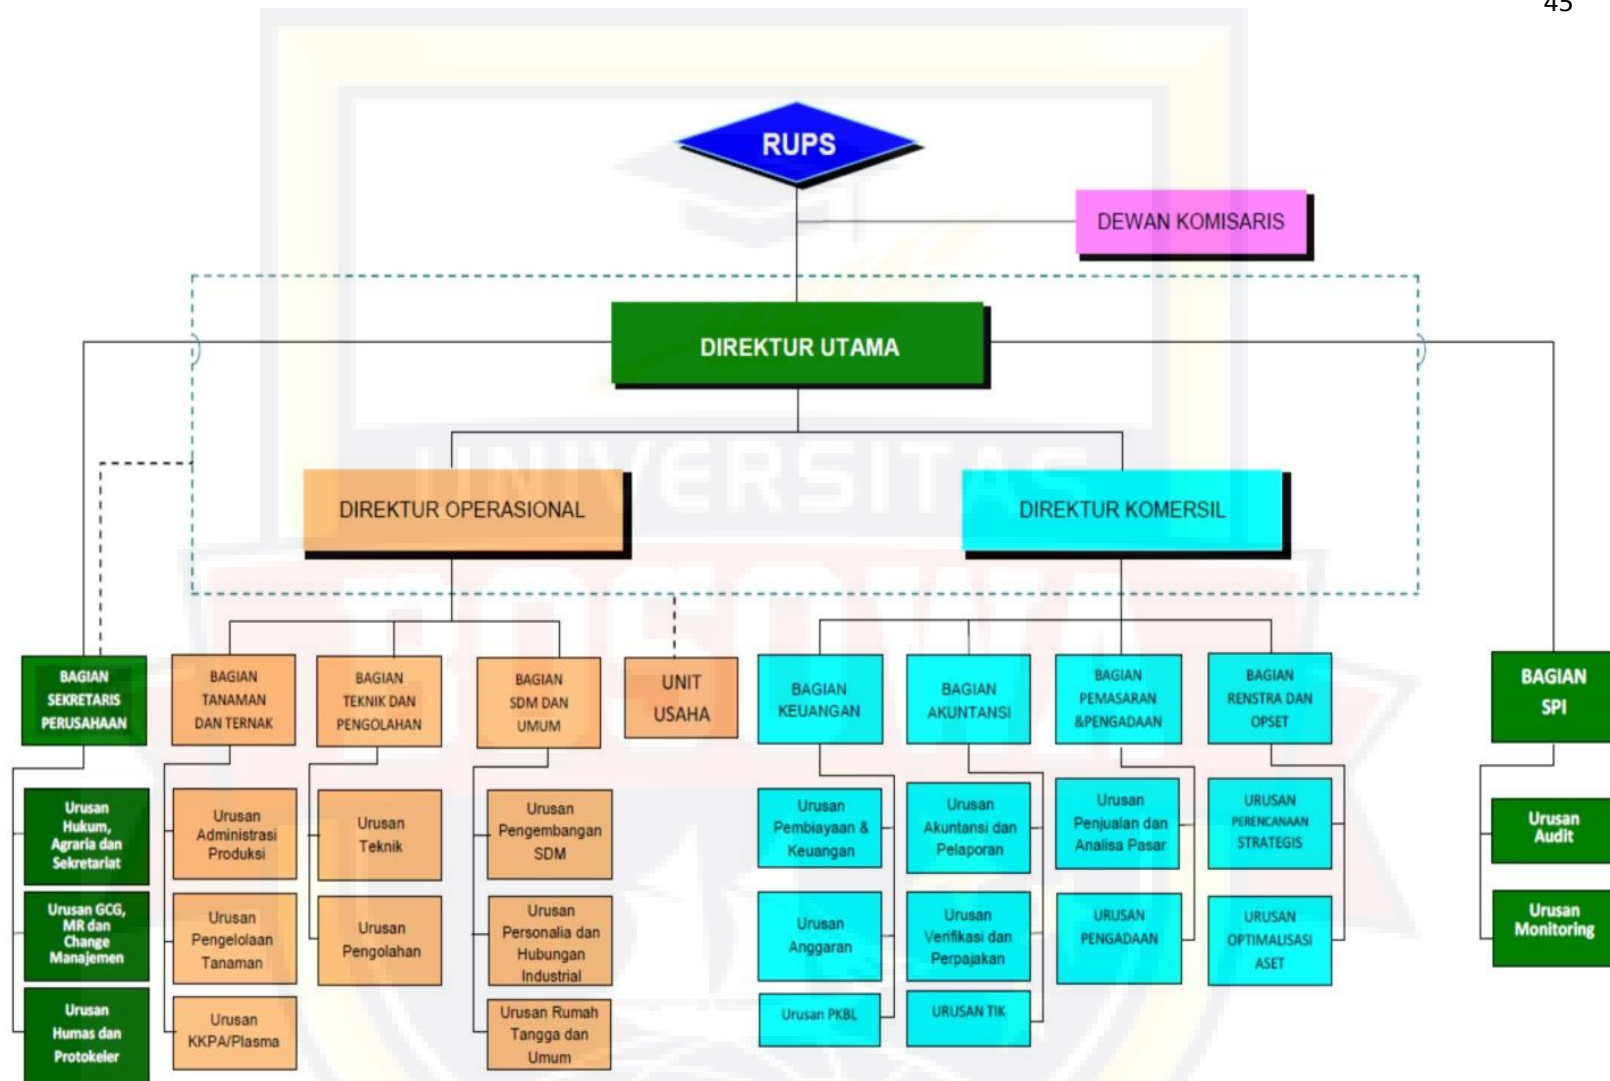 45
RUPS
DEWAN KOMISARIS
DIREKTUR UTAMA
UNIVERSITAS
DIREKTUR OPERASIONAL
DIREKTUR KOMERSIL
BOSOWA
BAGIAN
SEKRETARIS
PERUSAHAAN
BAGIAN
TANAMAN
DAN TERNAK
BAGIAN
TEKNIK DAN
PENGOLAHAN
BAGIAN
SDM DAN
UMUM
UNIT
USAHA
BAGIAN
KEUANGAN
BAGIAN
AKUNTANSI
BAGIAN
PEMASARAN
&PENGADAAN
BAGIAN
RENSTRA DAN
OPSET
BAGIAN
SPI
Urusan
Hukum,
Agraria dan
Sekretariat
Urusan
Administrasi
Produksi
Urusan
Teknik
Urusan
Pengembangan
SDM
Urusan
Pembiayaan &
Keuangan
Urusan
Akuntansi dan
Pelaporan
Urusan
Penjualan dan
Analisa Pasar
URUSAN
PERENCANAAN
STRATEGIS
Urusan
Audit
Urusan GCG,
MR dan
Change
Manajemen
Urusan
Pengelolaan
Tanaman
Urusan
Pengolahan
Urusan
Personalia dan
Hubungan
Industrial
Urusan
Anggaran
Urusan
Verifikasi dan
Perpajakan
URUSAN
PENGADAAN
URUSAN
OPTIMALISASI
ASET
Urusan
Monitoring
Urusan
Humas dan
Protokeler
Urusan
KKPA/Plasma
Urusan Rumah
Tangga dan
Umum
Urusan PKBL
URUSAN TIK